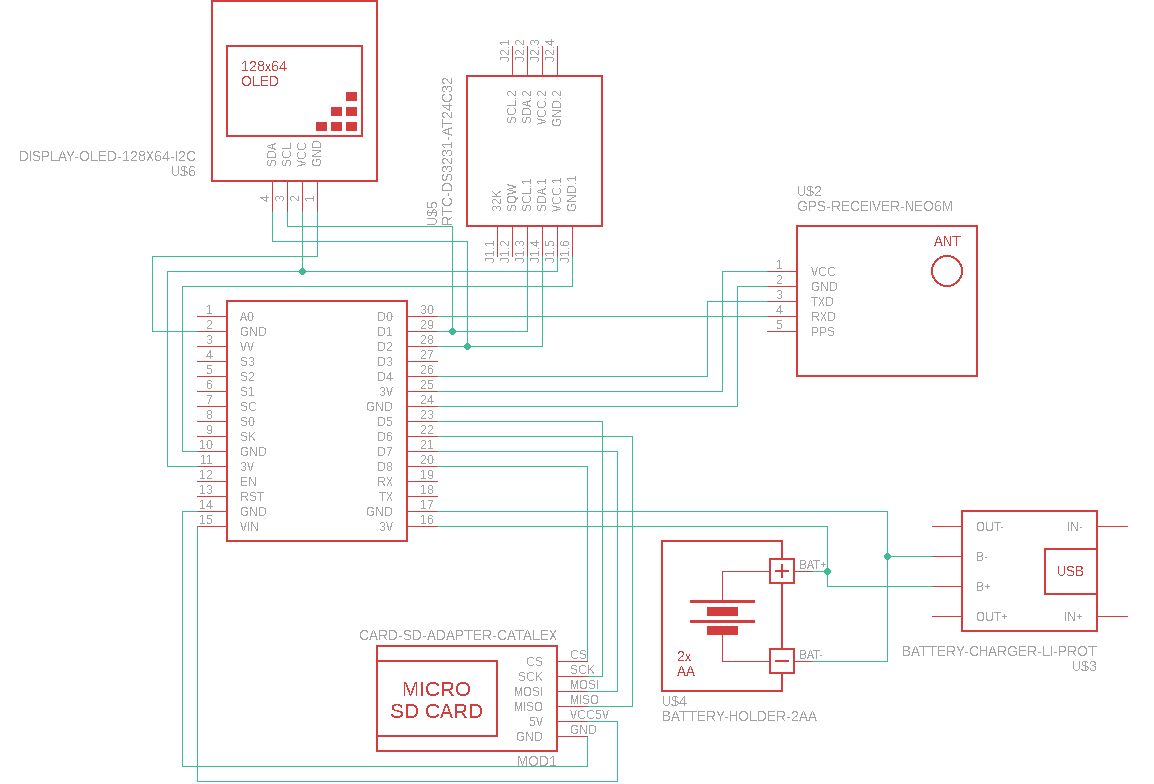 128x64
OLED
SDA
SCL
VCC
GND
4
3
2
1
DISPLAY-OLED-128X64-I2C
U$6
J2.1
J2.2
J2.3
J2.4
SCL.2
SDA.2
VCC.2
GND.2
32K
SQW
SCL.1
SDA.1
VCC.1
GND.1
J1.1
J1.2
J1.3
J1.4
J1.5
J1.6
U$5
RTC-DS3231-AT24C32
U$2
GPS-RECEIVER-NEO6M
ANT
1 VCC
2 GND
3 TXD
4 RXD
5 PPS
1 A0
2 GND
3 VV
4 S3
5 S2
6 S1
7 SC
8 S0
9 SK
10 GND
11 3V
12 EN
13 RST
14 GND
15 VIN
D0 30
D1 29
D2 28
D3 27
D4 26
3V 25
GND 24
D5 23
D6 22
D7 21
D8 20
RX 19
TX 18
GND 17
3V 16
BAT+
BAT-
2x
AA
U$4
BATTERY-HOLDER-2AA
OUT-
B-
B+
OUT+
IN-
USB
IN+
BATTERY-CHARGER-LI-PROT
U$3
CARD-SD-ADAPTER-CATALEX
MICRO
SD CARD
CS CS
SCK SCK
MOSI MOSI
MISO MISO
5V VCC5V
GND GND
MOD1